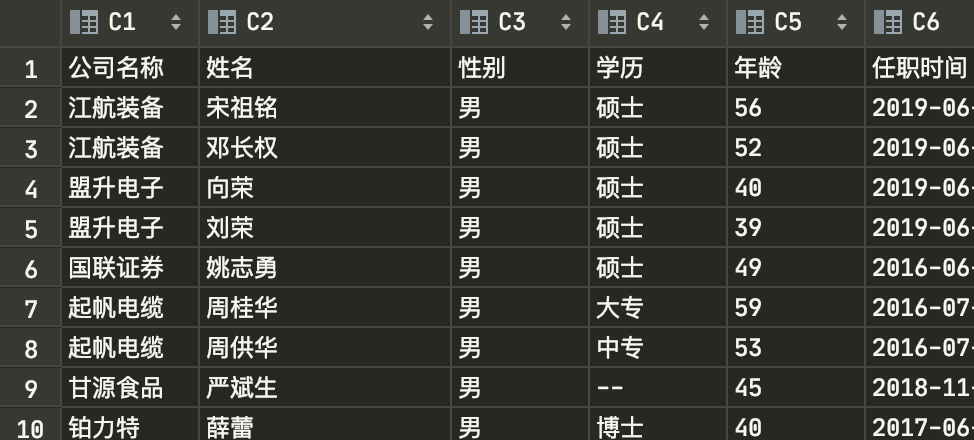 C1 C2 C3 C4 C5 C6
1 公司名称 姓名 性别 学历 年龄 任职时间
2 江航装备 宋祖铭 男 硕士 56 2019-06-
3 江航装备 邓长权 男 硕士 52 2019-06-
4 盟升电子 向荣 男 硕士 40 2019-06-
5 盟升电子 刘荣 男 硕士 39 2019-06-
6 国联证券 姚志勇 男 硕士 49 2016-06-
7 起帆电缆 周桂华 男 大专 59 2016-07-
8 起帆电缆 周供华 男 中专 53 2016-07-
9 甘源食品 严斌生 男 -- 45 2018-11-
10 铂力特 薛蕾 男 博士 40 2017-06-